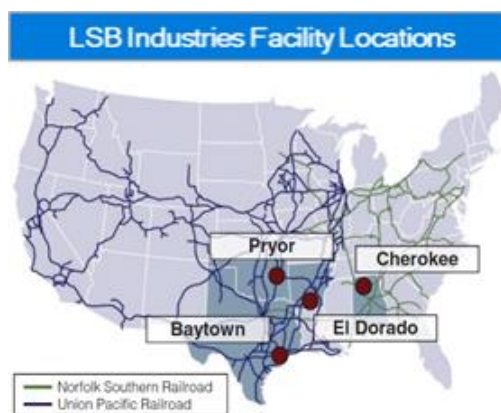 LSB Industries Facility Locations
Pryor
Cherokee
Baytown
El Dorado
Norfolk Southern Railroad
Union Pacific Railroad